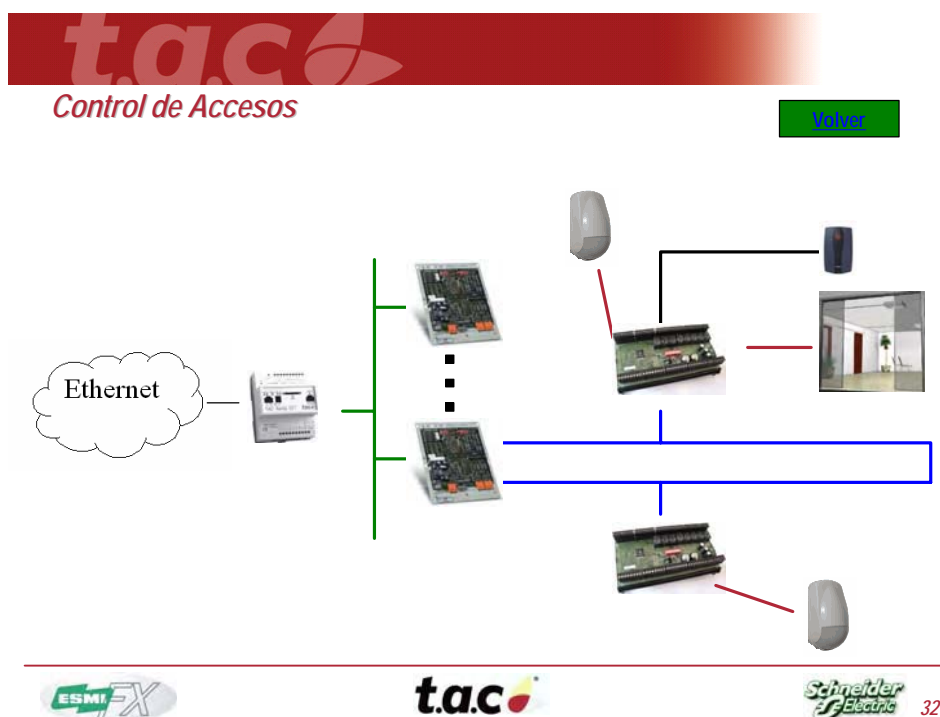 t.a.c
Control de Accesos
Volver
Ethernet
ESMI FX
t.a.c
Schneider
Electric
32